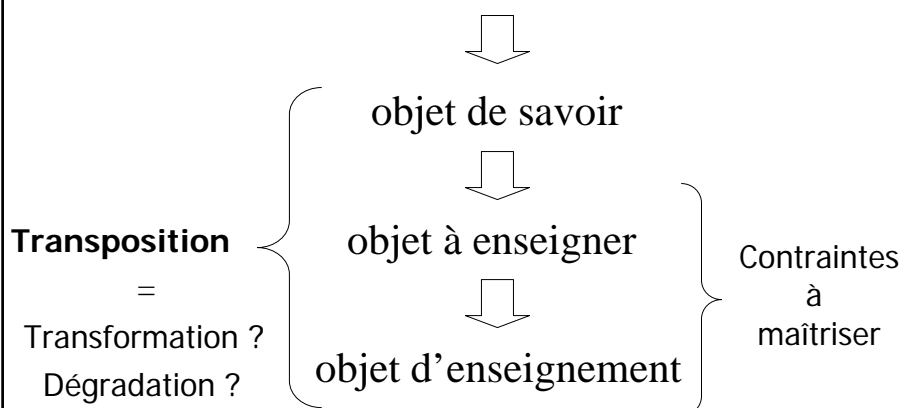 objet de savoir
Transposition
=
Transformation ?
Dégradation ?
objet à enseigner
objet d’enseignement
Contraintes
à
maîtriser